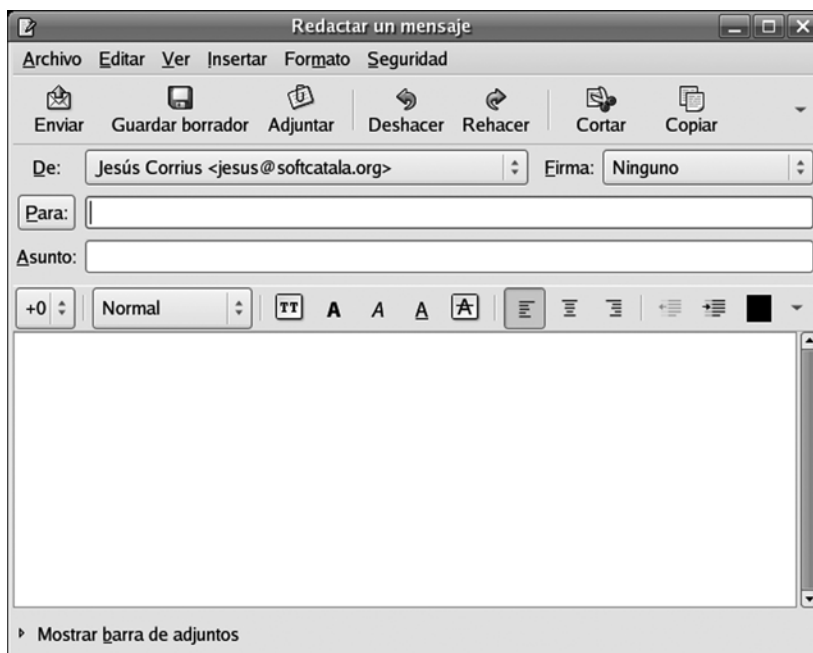 Redactar un mensaje
Archivo Editar Ver Insertar Formato Seguridad
Enviar Guardar borrador Adjuntar Deshacer Rehacer Cortar Copiar
De: Jesús Corrius <jesus@softcatala.org> Firma: Ninguno
Para:
Asunto:
+0 Normal TT A A A A
Mostrar barra de adjuntos